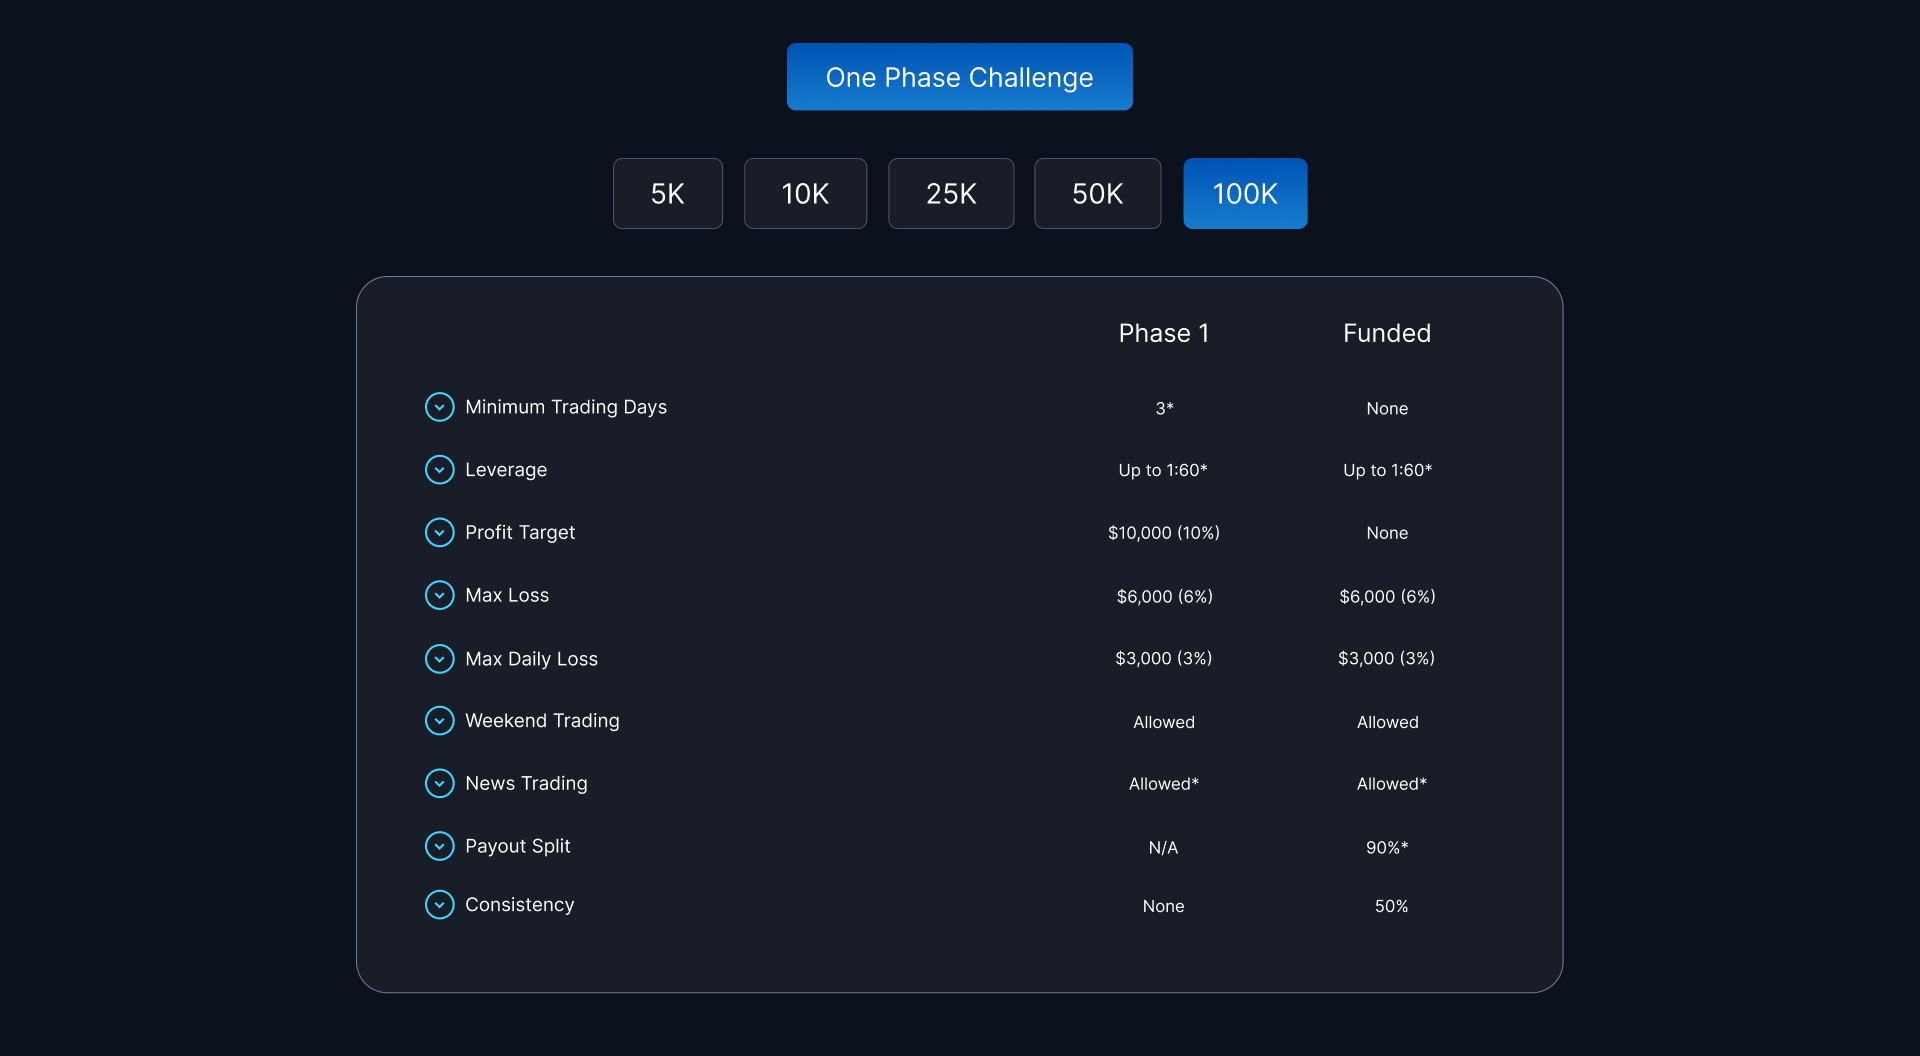 One Phase Challenge
5K 10K 25K 50K 100K
Phase 1 Funded
Minimum Trading Days 3* None
Leverage Up to 1:60* Up to 1:60*
Profit Target $10,000 (10%) None
Max Loss $6,000 (6%) $6,000 (6%)
Max Daily Loss $3,000 (3%) $3,000 (3%)
Weekend Trading Allowed Allowed
News Trading Allowed* Allowed*
Payout Split N/A 90%*
Consistency None 50%